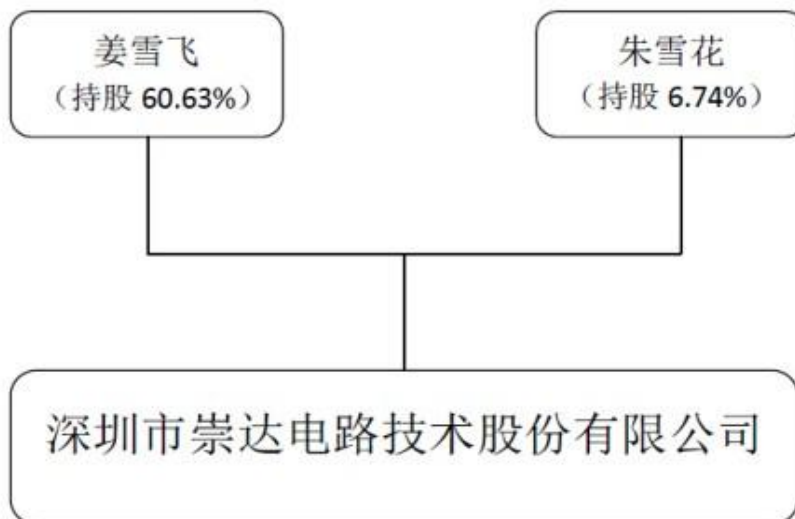 姜雪飞
（持股 60.63%）
朱雪花
（持股 6.74%）
深圳市崇达电路技术股份有限公司